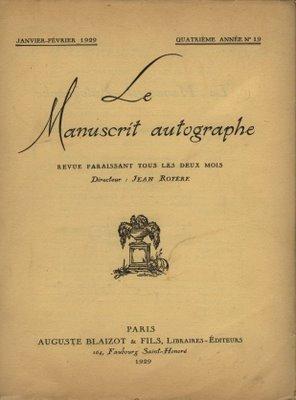 JANVIER-FÉVRIER 1929
QUATRIÈME ANNÉE Nº 19
Le
Manuscrit autographe
REVUE PARAISSANT TOUS LES DEUX MOIS
Directeur : JEAN ROYÈRE
PARIS
AUGUSTE BLAIZOT & FILS, LIBRAIRES-ÉDITEURS
164, Faubourg Saint-Honoré
1929